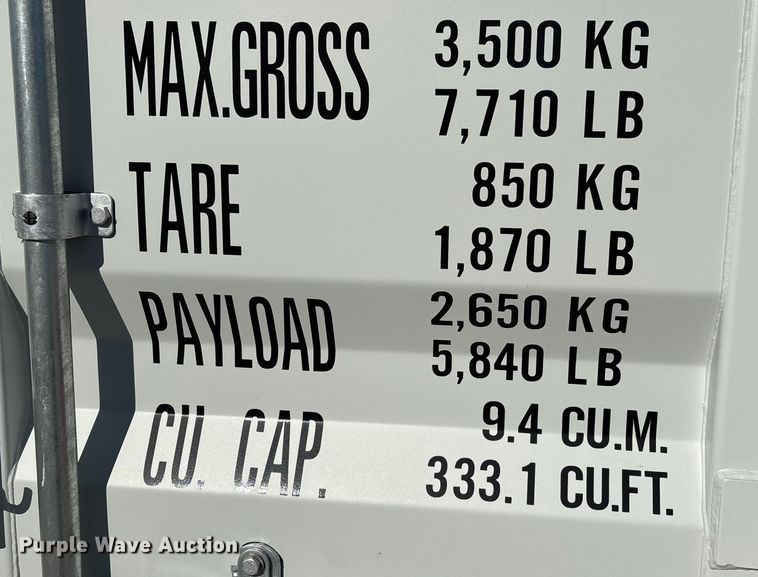 MAX.GROSS 3,500 KG
7,710 LB
TARE 850 KG
1,870 LB
PAYLOAD 2,650 KG
5,840 LB
CU. CAP. 9.4 CU.M.
333.1 CU.FT.
Purple Wave Auction